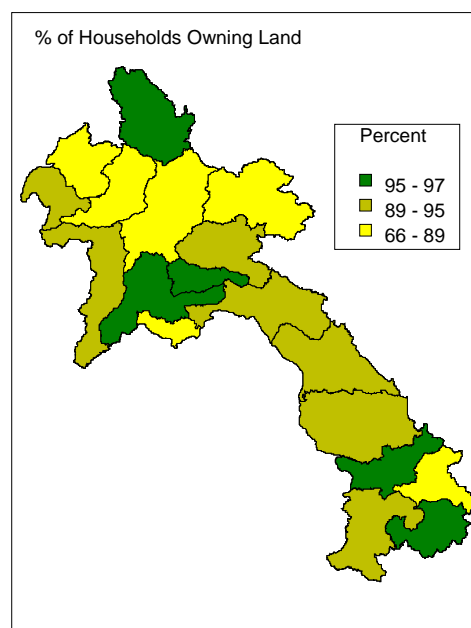 % of Households Owning Land
Percent
95 - 97
89 - 95
66 - 89